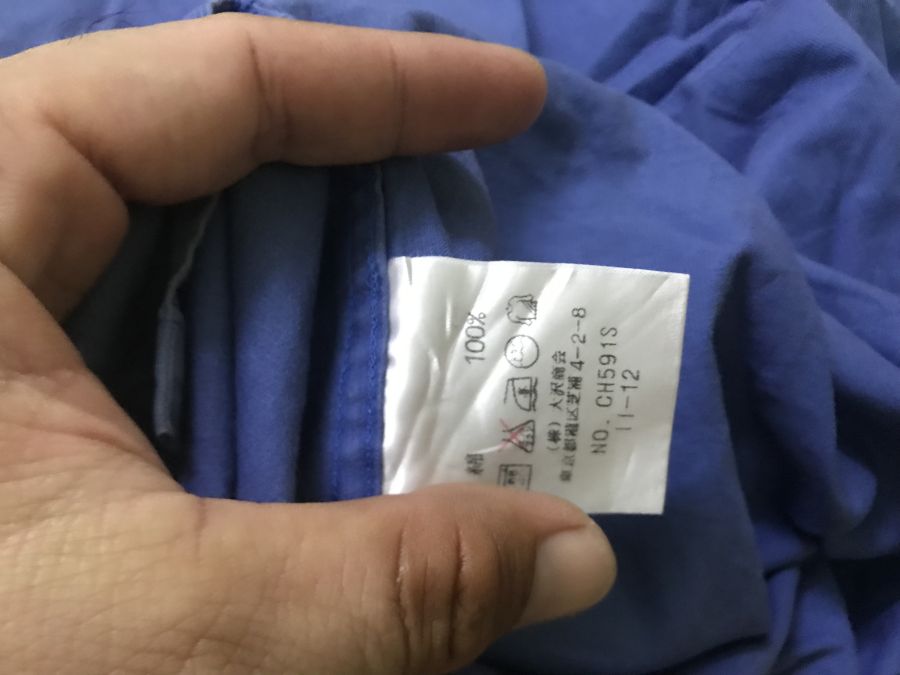 綿 100%
(株)大沢商会
東京都港区芝浦4-2-8
NO. CH591S
11-12